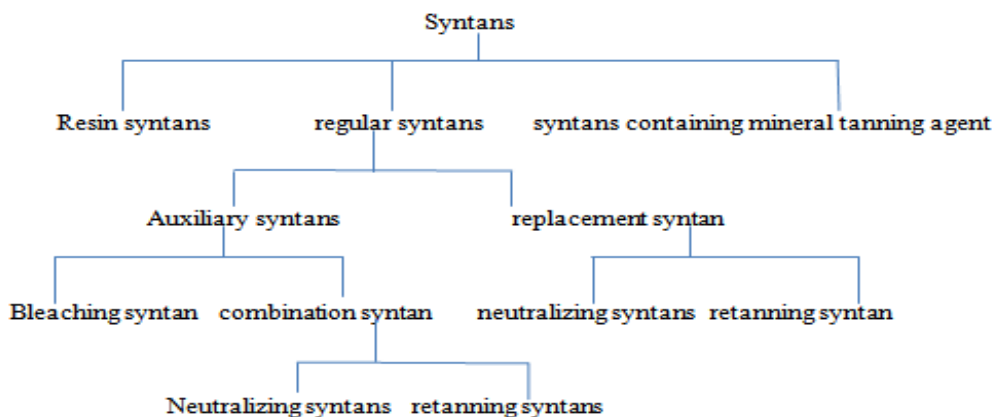 Syntans
Resin syntans regular syntans syntans containing mineral tanning agent
Auxiliary syntans replacement syntan
Bleaching syntan combination syntan neutralizing syntans retanning syntan
Neutralizing syntans retanning syntans